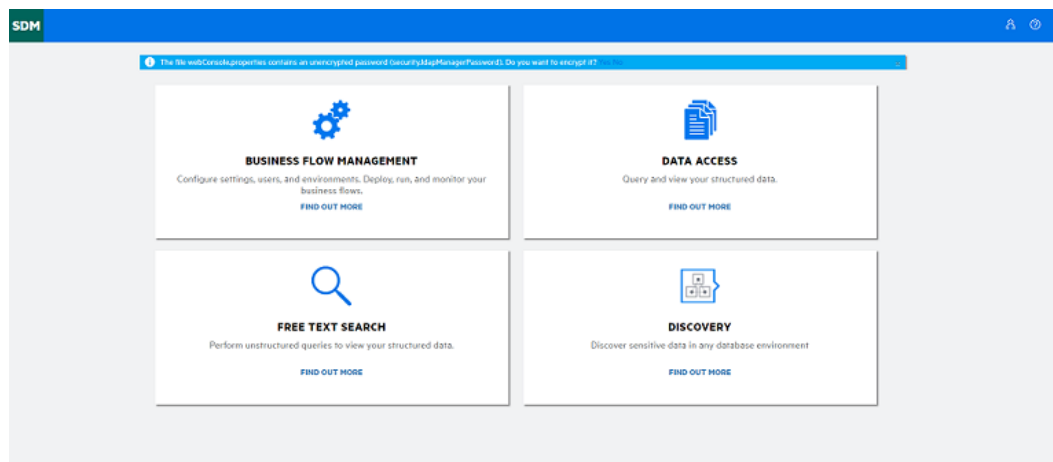 SDM
The file webConsole.properties contains an unencrypted password (security.ldapManagerPassword). Do you want to encrypt it? Yes No
BUSINESS FLOW MANAGEMENT
Configure settings, users, and environments. Deploy, run, and monitor your
business flows.
FIND OUT MORE
DATA ACCESS
Query and view your structured data.
FIND OUT MORE
FREE TEXT SEARCH
Perform unstructured queries to view your structured data.
FIND OUT MORE
DISCOVERY
Discover sensitive data in any database environment
FIND OUT MORE